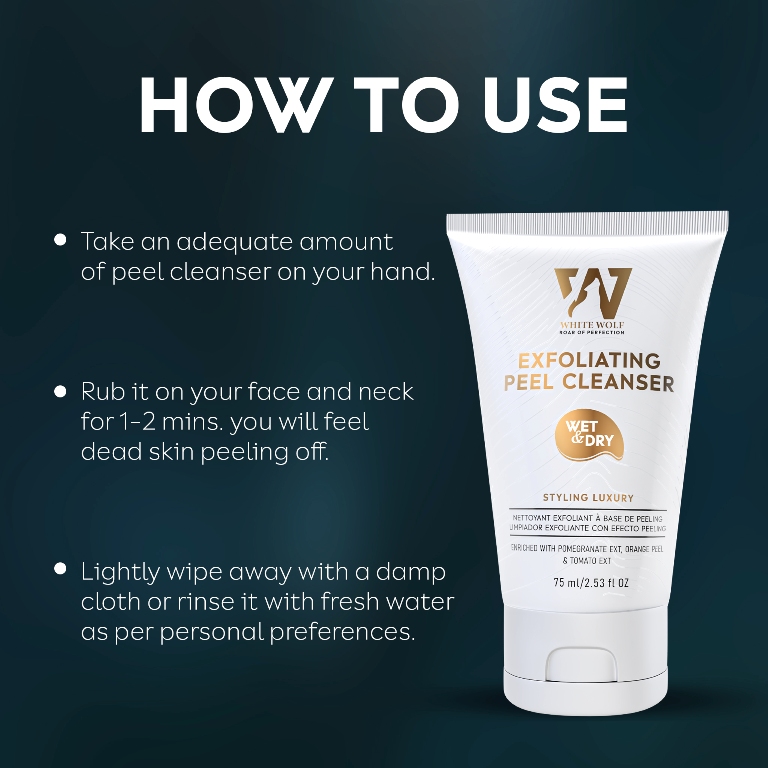 HOW TO USE
Take an adequate amount
of peel cleanser on your hand.
Rub it on your face and neck
for 1-2 mins. you will feel
dead skin peeling off.
Lightly wipe away with a damp
cloth or rinse it with fresh water
as per personal preferences.
W
WHITE WOLF
ROAR OF PERFECTION
EXFOLIATING
PEEL CLEANSER
WET
& DRY
STYLING LUXURY
NETTOYANT EXFOLIANT À BASE DE PEELING
LIMPIADOR EXFOLIANTE CON EFECTO PEELING
ENRICHED WITH POMEGRANATE EXT, ORANGE PEEL
& TOMATO EXT
75 ml/2.53 fl OZ